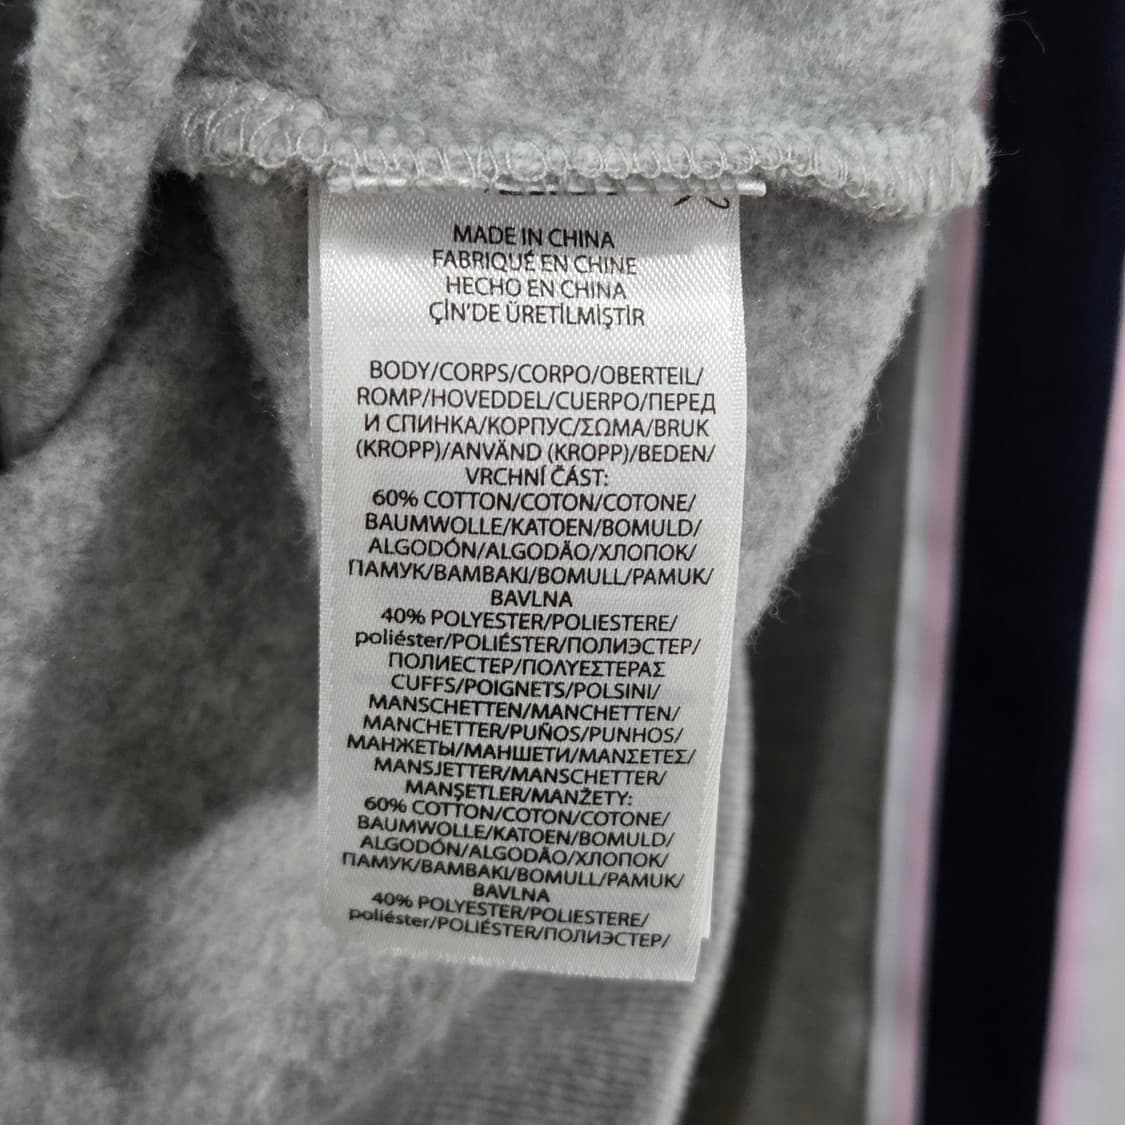 MADE IN CHINA
FABRIQUÉ EN CHINE
HECHO EN CHINA
ÇİN'DE ÜRETİLMİŞTİR
BODY/CORPS/CORPO/OBERTEIL/
ROMP/HOVEDDEL/CUERPO/ПЕРЕД
И СПИНКА/КОРПУС/ΣΩΜΑ/BRUK
(KROPP)/ANVÄND (KROPP)/BEDEN/
VRCHNÍ ČÁST:
60% COTTON/COTON/COTONE/
BAUMWOLLE/KATOEN/BOMULD/
ALGODÓN/ALGODÃO/ХЛОПОК/
ПАМУК/ΒΑΜΒΑΚΙ/BOMULL/PAMUK/
BAVLNA
40% POLYESTER/POLIESTERE/
poliéster/POLIÉSTER/ПОЛИЭСТЕР/
ПОЛИЕСТЕР/ΠΟΛΥΕΣΤΕΡΑΣ
CUFFS/POIGNETS/POLSINI/
MANSCHETTEN/MANCHETTEN/
MANCHETTER/PUÑOS/PUNHOS/
МАНЖЕТЫ/МАНШЕТИ/ΜΑΝΣΕΤΕΣ/
MANSJETTER/MANSCHETTER/
MANŞETLER/MANŽETY:
60% COTTON/COTON/COTONE/
BAUMWOLLE/KATOEN/BOMULD/
ALGODÓN/ALGODÃO/ХЛОПОК/
ПАМУК/ΒΑΜΒΑΚΙ/BOMULL/PAMUK/
BAVLNA
40% POLYESTER/POLIESTERE/
poliéster/POLIÉSTER/ПОЛИЭСТЕР/